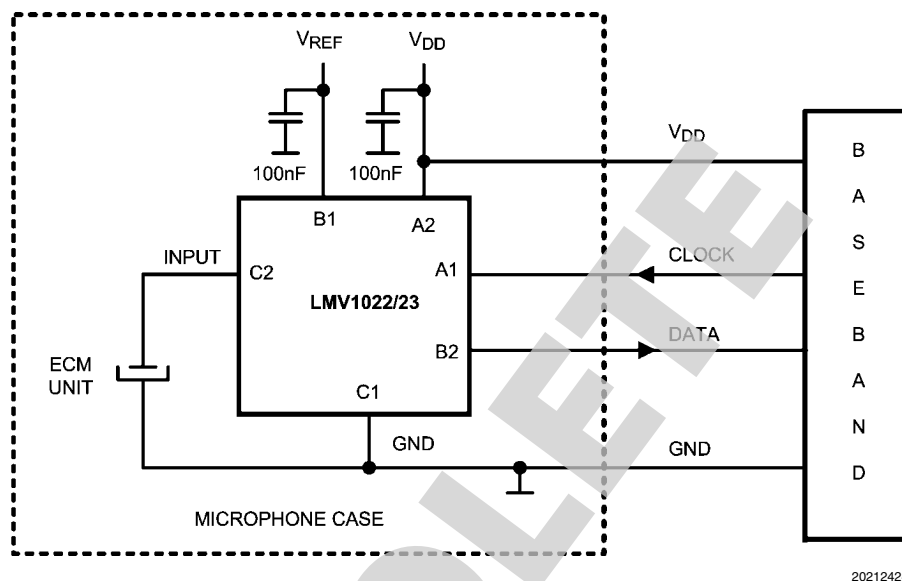 VREF VDD
100nF 100nF
VDD
B1 A2
INPUT
C2
A1
CLOCK
LMV1022/23
B2
DATA
ECM
UNIT
C1
GND
GND
MICROPHONE CASE
B
A
S
E
B
A
N
D
OLETE
2021242